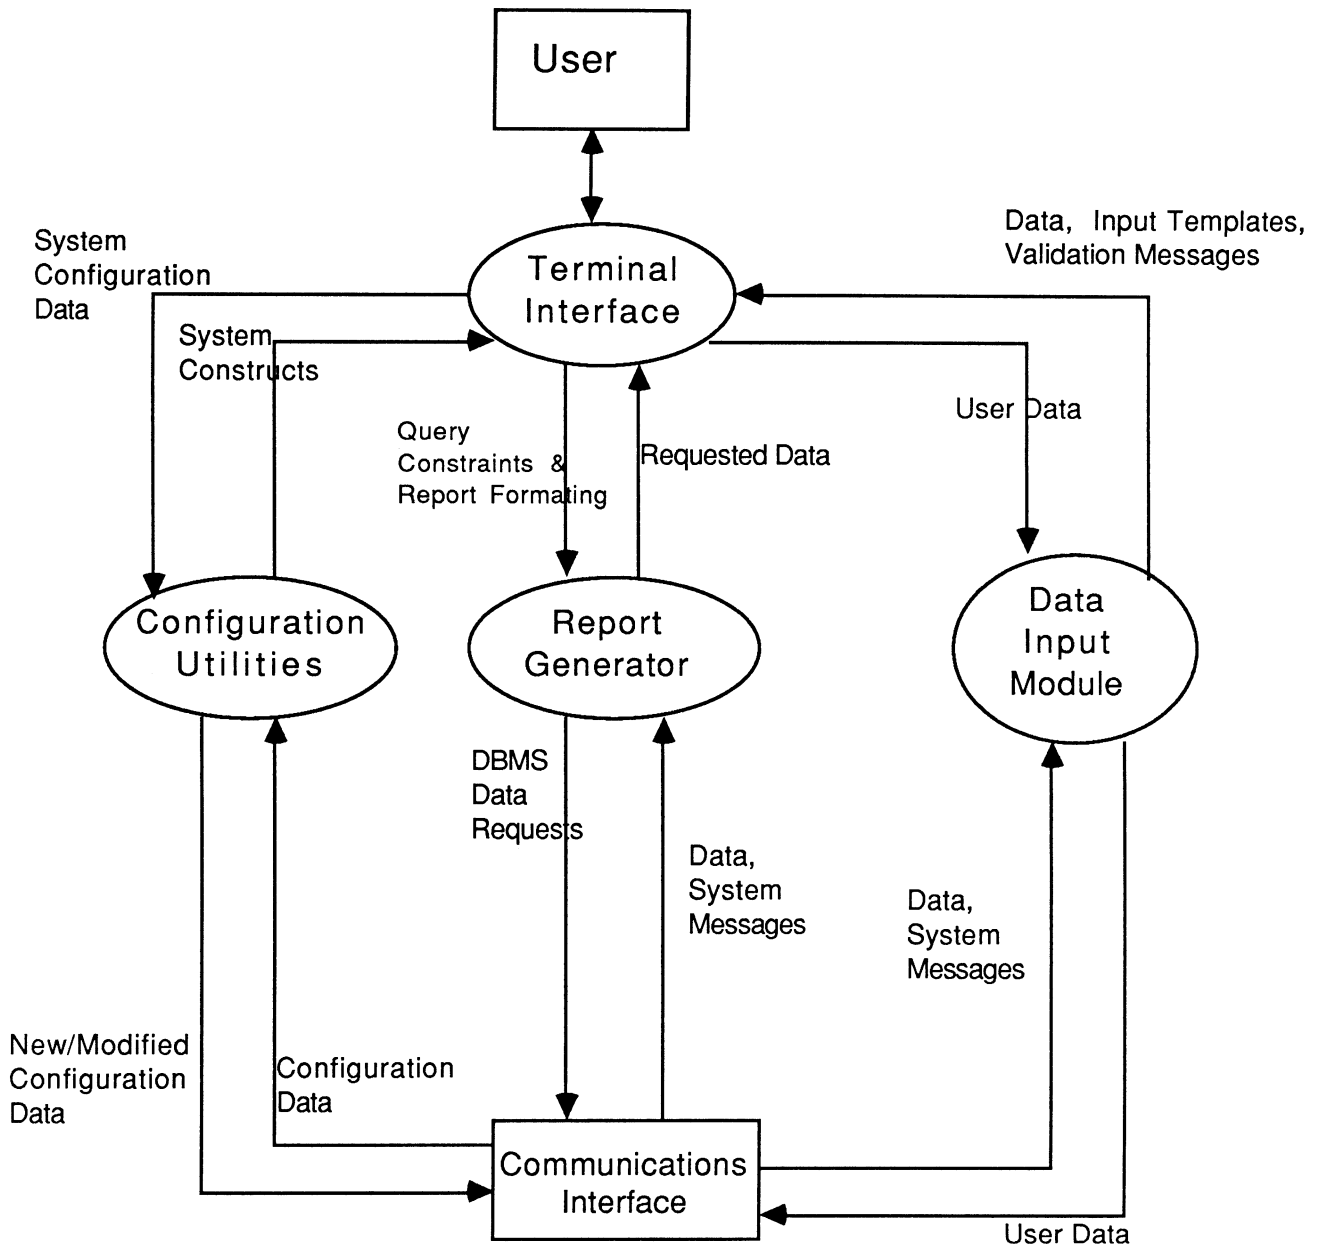 User
Data, Input Templates,
Validation Messages
System
Configuration
Data
Terminal
Interface
System
Constructs
User Data
Query
Constraints &
Report Formating
Requested Data
Configuration
Utilities
Report
Generator
Data
Input
Module
DBMS
Data
Requests
Data,
System
Messages
Data,
System
Messages
New/Modified
Configuration
Data
Configuration
Data
Communications
Interface
User Data